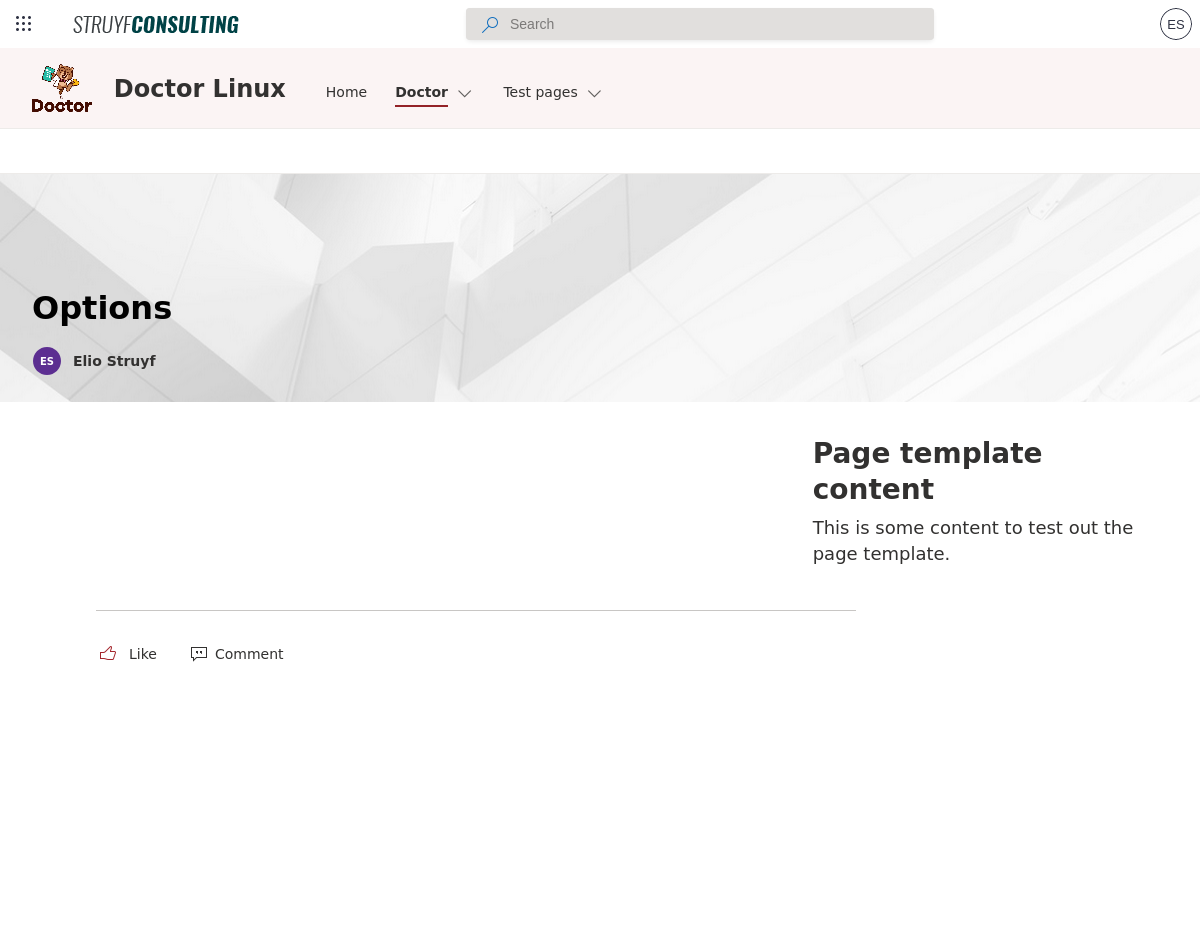 STRUYFCONSULTING
Search
ES
Doctor
Doctor Linux
Home
Doctor
Test pages
Options
ES
Elio Struyf
Page template
content
This is some content to test out the
page template.
Like
Comment